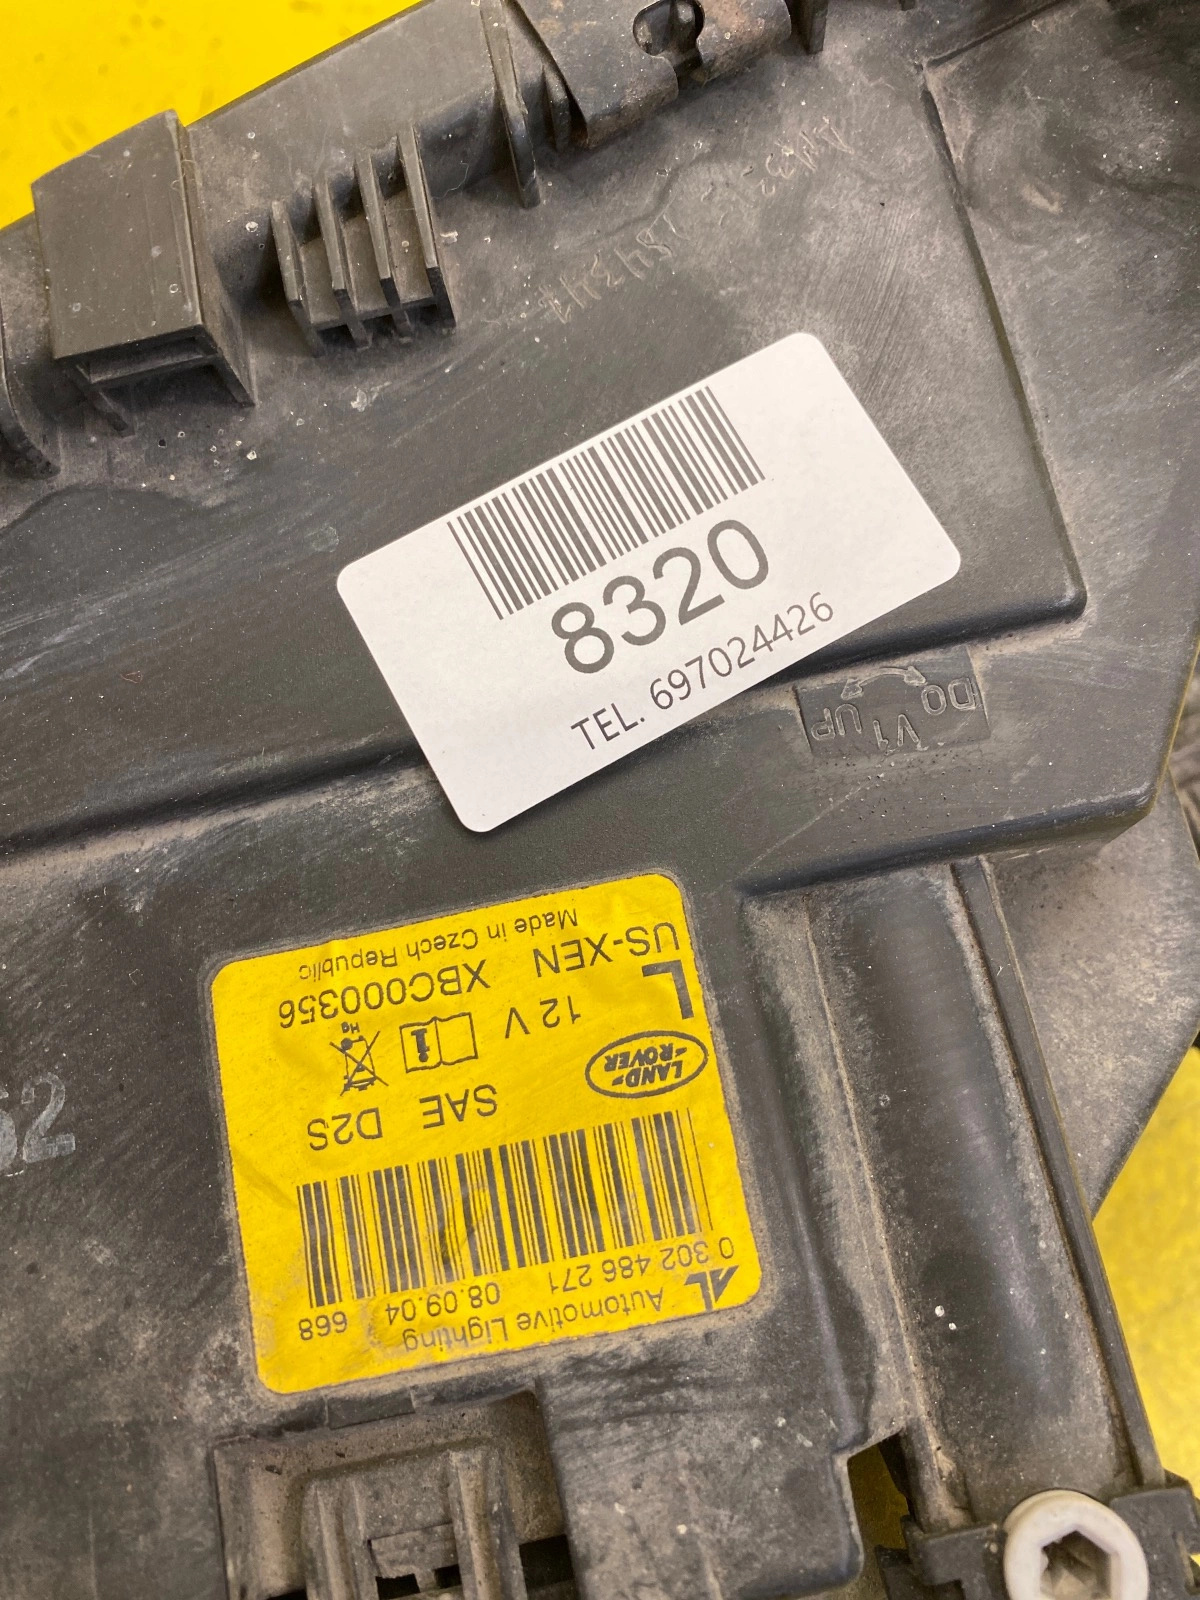 8320
TEL. 697024426
UP V1 DO
Automotive Lighting
0 302 486 271 08.09.04 668
SAE D2S
LAND-
-ROVER
12 V
i
Hg
L
US-XEN XBC000356
Made in Czech Republic